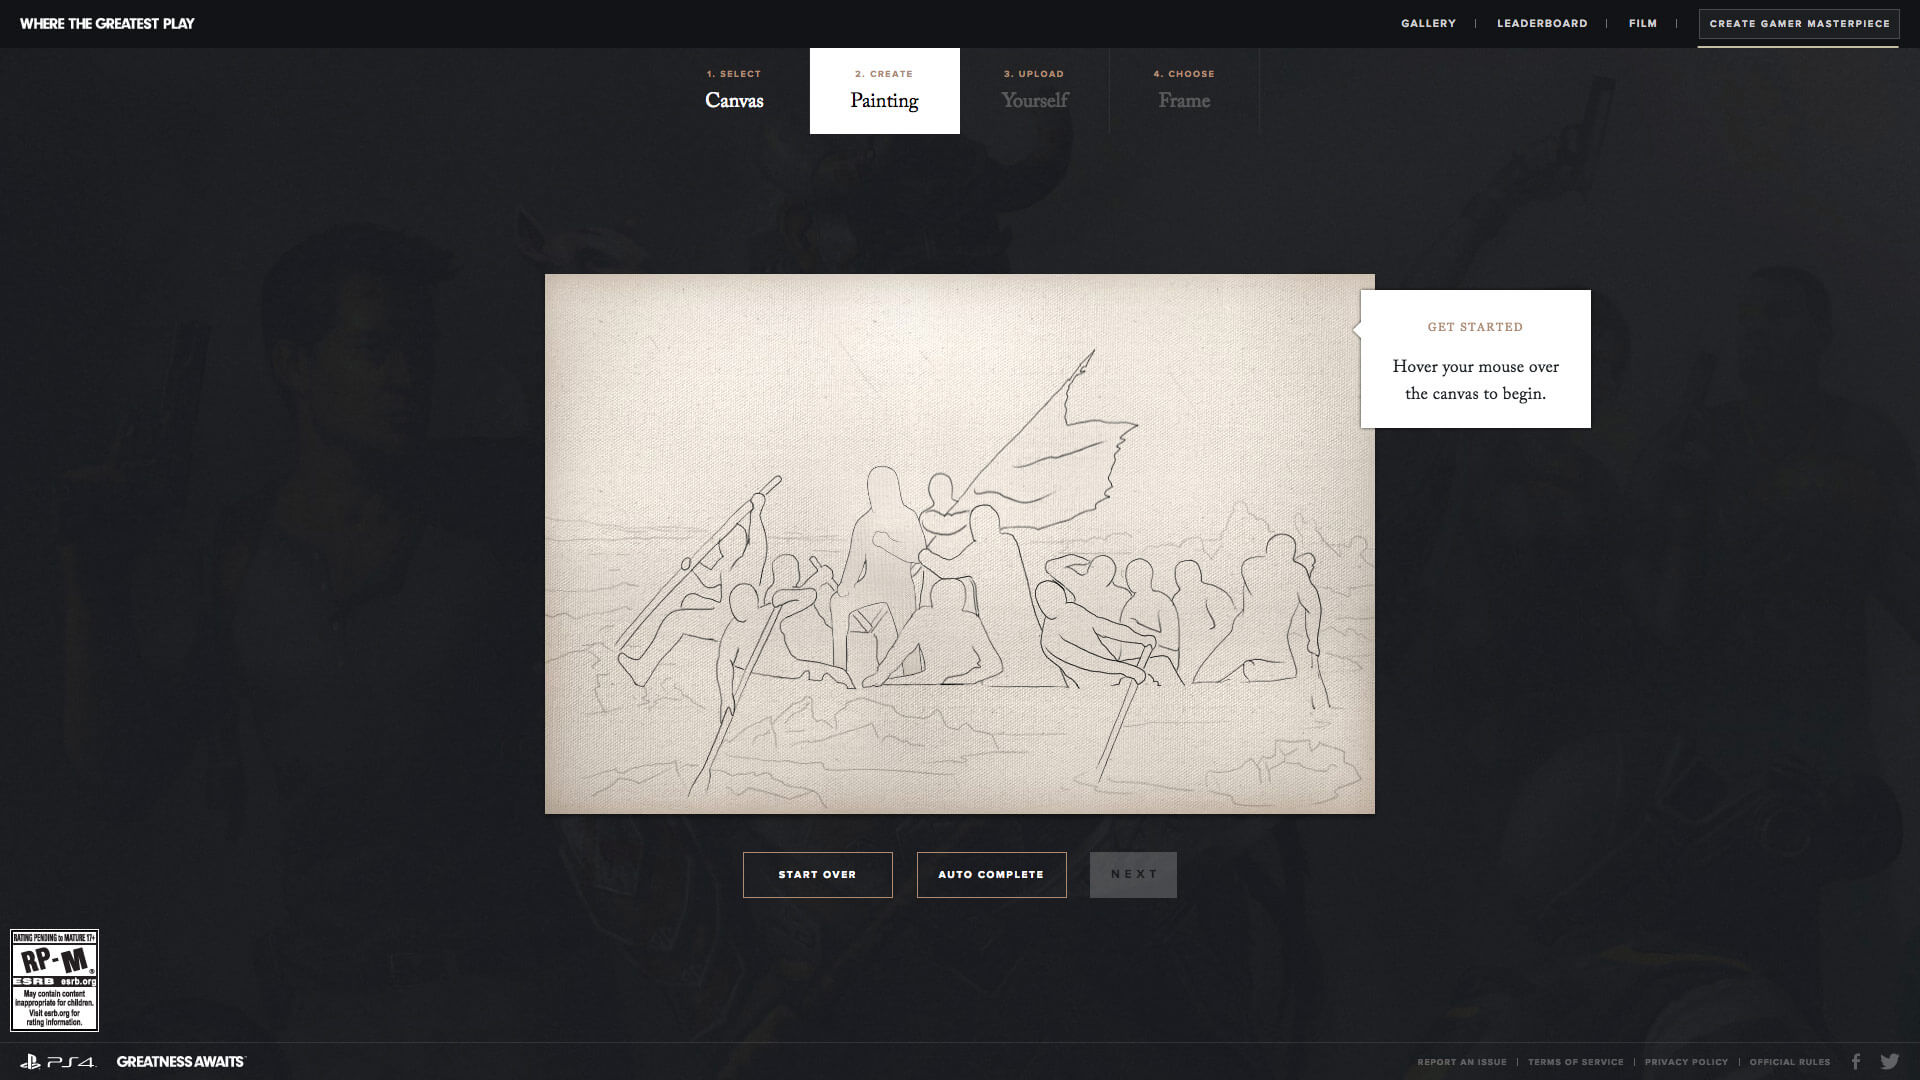 WHERE THE GREATEST PLAY
GALLERY
LEADERBOARD
FILM
CREATE GAMER MASTERPIECE
1. SELECT
Canvas
2. CREATE
Painting
3. UPLOAD
Yourself
4. CHOOSE
Frame
GET STARTED
Hover your mouse over
the canvas to begin.
START OVER
AUTO COMPLETE
NEXT
RATING PENDING to MATURE 17+
RP-M
ESRB esrb.org
May contain content
inappropriate for children.
Visit esrb.org for
rating information.
PS4
GREATNESS AWAITS
REPORT AN ISSUE
TERMS OF SERVICE
PRIVACY POLICY
OFFICIAL RULES